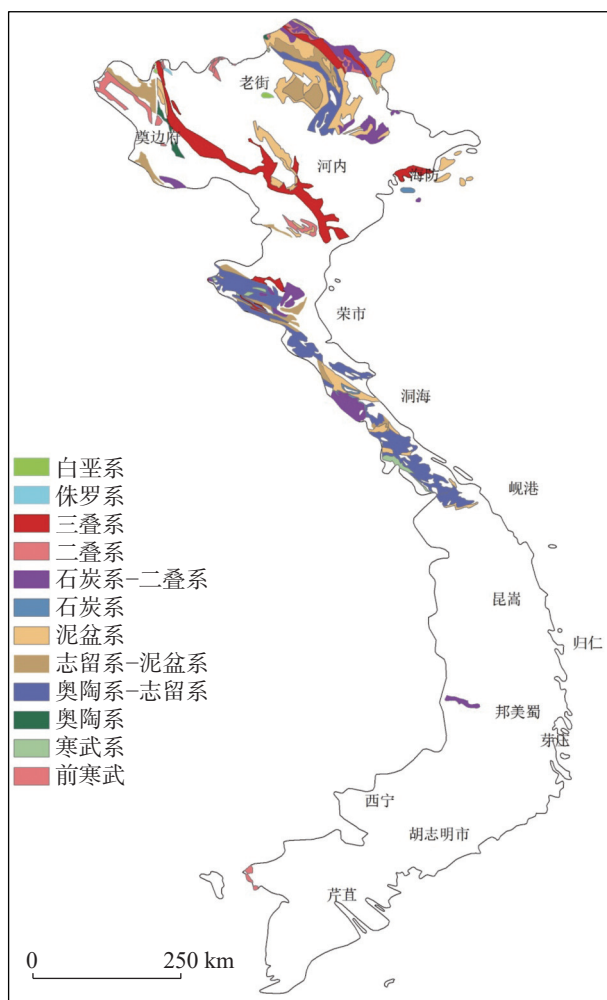 老街
奠边府
河内
海防
荣市
洞海
岘港
昆嵩
归仁
邦美蜀
芽庄
西宁
胡志明市
芹苴
白垩系
侏罗系
三叠系
二叠系
石炭系-二叠系
石炭系
泥盆系
志留系-泥盆系
奥陶系-志留系
奥陶系
寒武系
前寒武
0 250 km